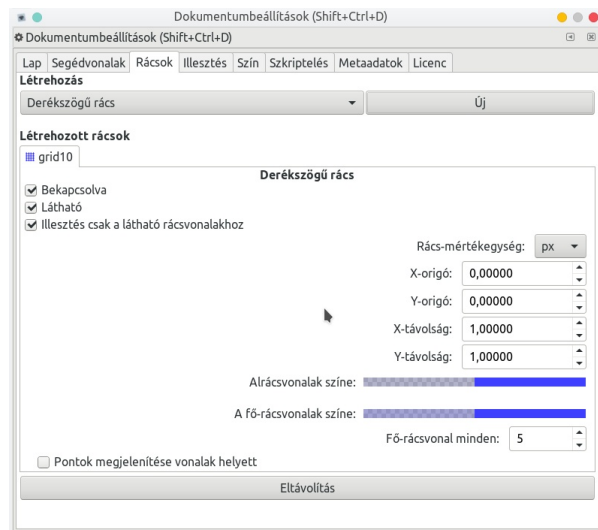 Dokumentumbeállítások (Shift+Ctrl+D)
Dokumentumbeállítások (Shift+Ctrl+D)
Lap Segédvonalak Rácsok Illesztés Szín Szkriptelés Metaadatok Licenc
Létrehozás
Derékszögű rács Új
Létrehozott rácsok
grid10
Derékszögű rács
Bekapcsolva
Látható
Illesztés csak a látható rácsvonalakhoz
Rács-mértékegység: px
X-origó: 0,00000
Y-origó: 0,00000
X-távolság: 1,00000
Y-távolság: 1,00000
Alrácsvonalak színe:
A fő-rácsvonalak színe:
Fő-rácsvonal minden: 5
Pontok megjelenítése vonalak helyett
Eltávolítás